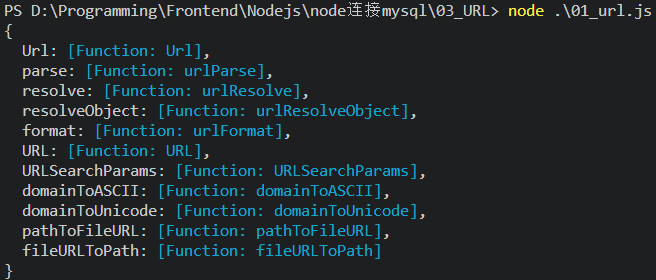 PS D:\Programming\Frontend\Nodejs\node连接mysql\03_URL> node .\01_url.js
{
  Url: [Function: Url],
  parse: [Function: urlParse],
  resolve: [Function: urlResolve],
  resolveObject: [Function: urlResolveObject],
  format: [Function: urlFormat],
  URL: [Function: URL],
  URLSearchParams: [Function: URLSearchParams],
  domainToASCII: [Function: domainToASCII],
  domainToUnicode: [Function: domainToUnicode],
  pathToFileURL: [Function: pathToFileURL],
  fileURLToPath: [Function: fileURLToPath]
}